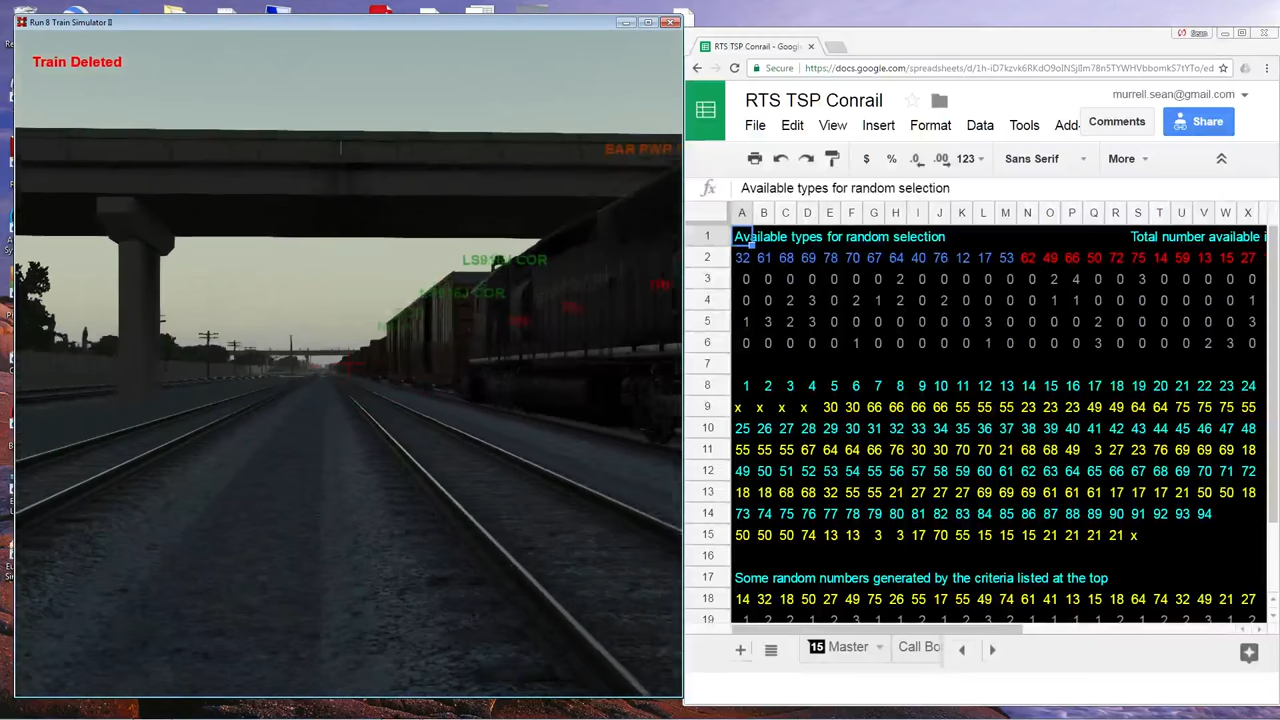 Run 8 Train Simulator II
Train Deleted
EAR PWR
COR
COR
RTS TSP Conrail - Googl
Scan
Secure
RTS TSP Conrail
murrell.sean@gmail.com
File Edit View Insert Format Data Tools Add-
Comments
Share
$ % .0 .00 123
Sans Serif
More
fx
Available types for random selection
A B C D E F G H I J K L M N O P Q R S T U V W X
1 Available types for random selection Total number available i
2 32 61 68 69 78 70 67 64 40 76 12 17 53 62 49 66 50 72 75 14 59 13 15 27
3 0 0 0 0 0 0 0 2 0 0 0 0 0 0 2 4 0 0 3 0 0 0 0 0
4 0 0 2 3 0 2 1 2 0 2 0 0 0 0 1 1 0 0 0 0 0 0 0 1
5 1 3 2 3 0 0 0 0 0 0 0 3 0 0 0 0 2 0 0 0 0 0 0 3
6 0 0 0 0 0 1 0 0 0 0 0 1 0 0 0 0 3 0 0 0 0 2 3 0
7
8 1 2 3 4 5 6 7 8 9 10 11 12 13 14 15 16 17 18 19 20 21 22 23 24
9 x x x x 30 30 66 66 66 66 55 55 55 23 23 23 49 49 64 64 75 75 75 55
10 25 26 27 28 29 30 31 32 33 34 35 36 37 38 39 40 41 42 43 44 45 46 47 48
11 55 55 55 67 64 64 66 76 30 30 70 70 21 68 68 49 3 27 23 76 69 69 69 18
12 49 50 51 52 53 54 55 56 57 58 59 60 61 62 63 64 65 66 67 68 69 70 71 72
13 18 18 68 68 32 55 55 21 27 27 27 69 69 69 61 61 17 17 17 21 50 50 18
14 73 74 75 76 77 78 79 80 81 82 83 84 85 86 87 88 89 90 91 92 93 94
15 50 50 50 74 13 13 3 3 17 70 55 15 15 15 21 21 21 21 x
16
17 Some random numbers generated by the criteria listed at the top
18 14 32 18 50 27 49 75 26 55 17 55 49 74 61 41 13 15 18 64 74 32 49 21 27
19
15 Master
Call Bo